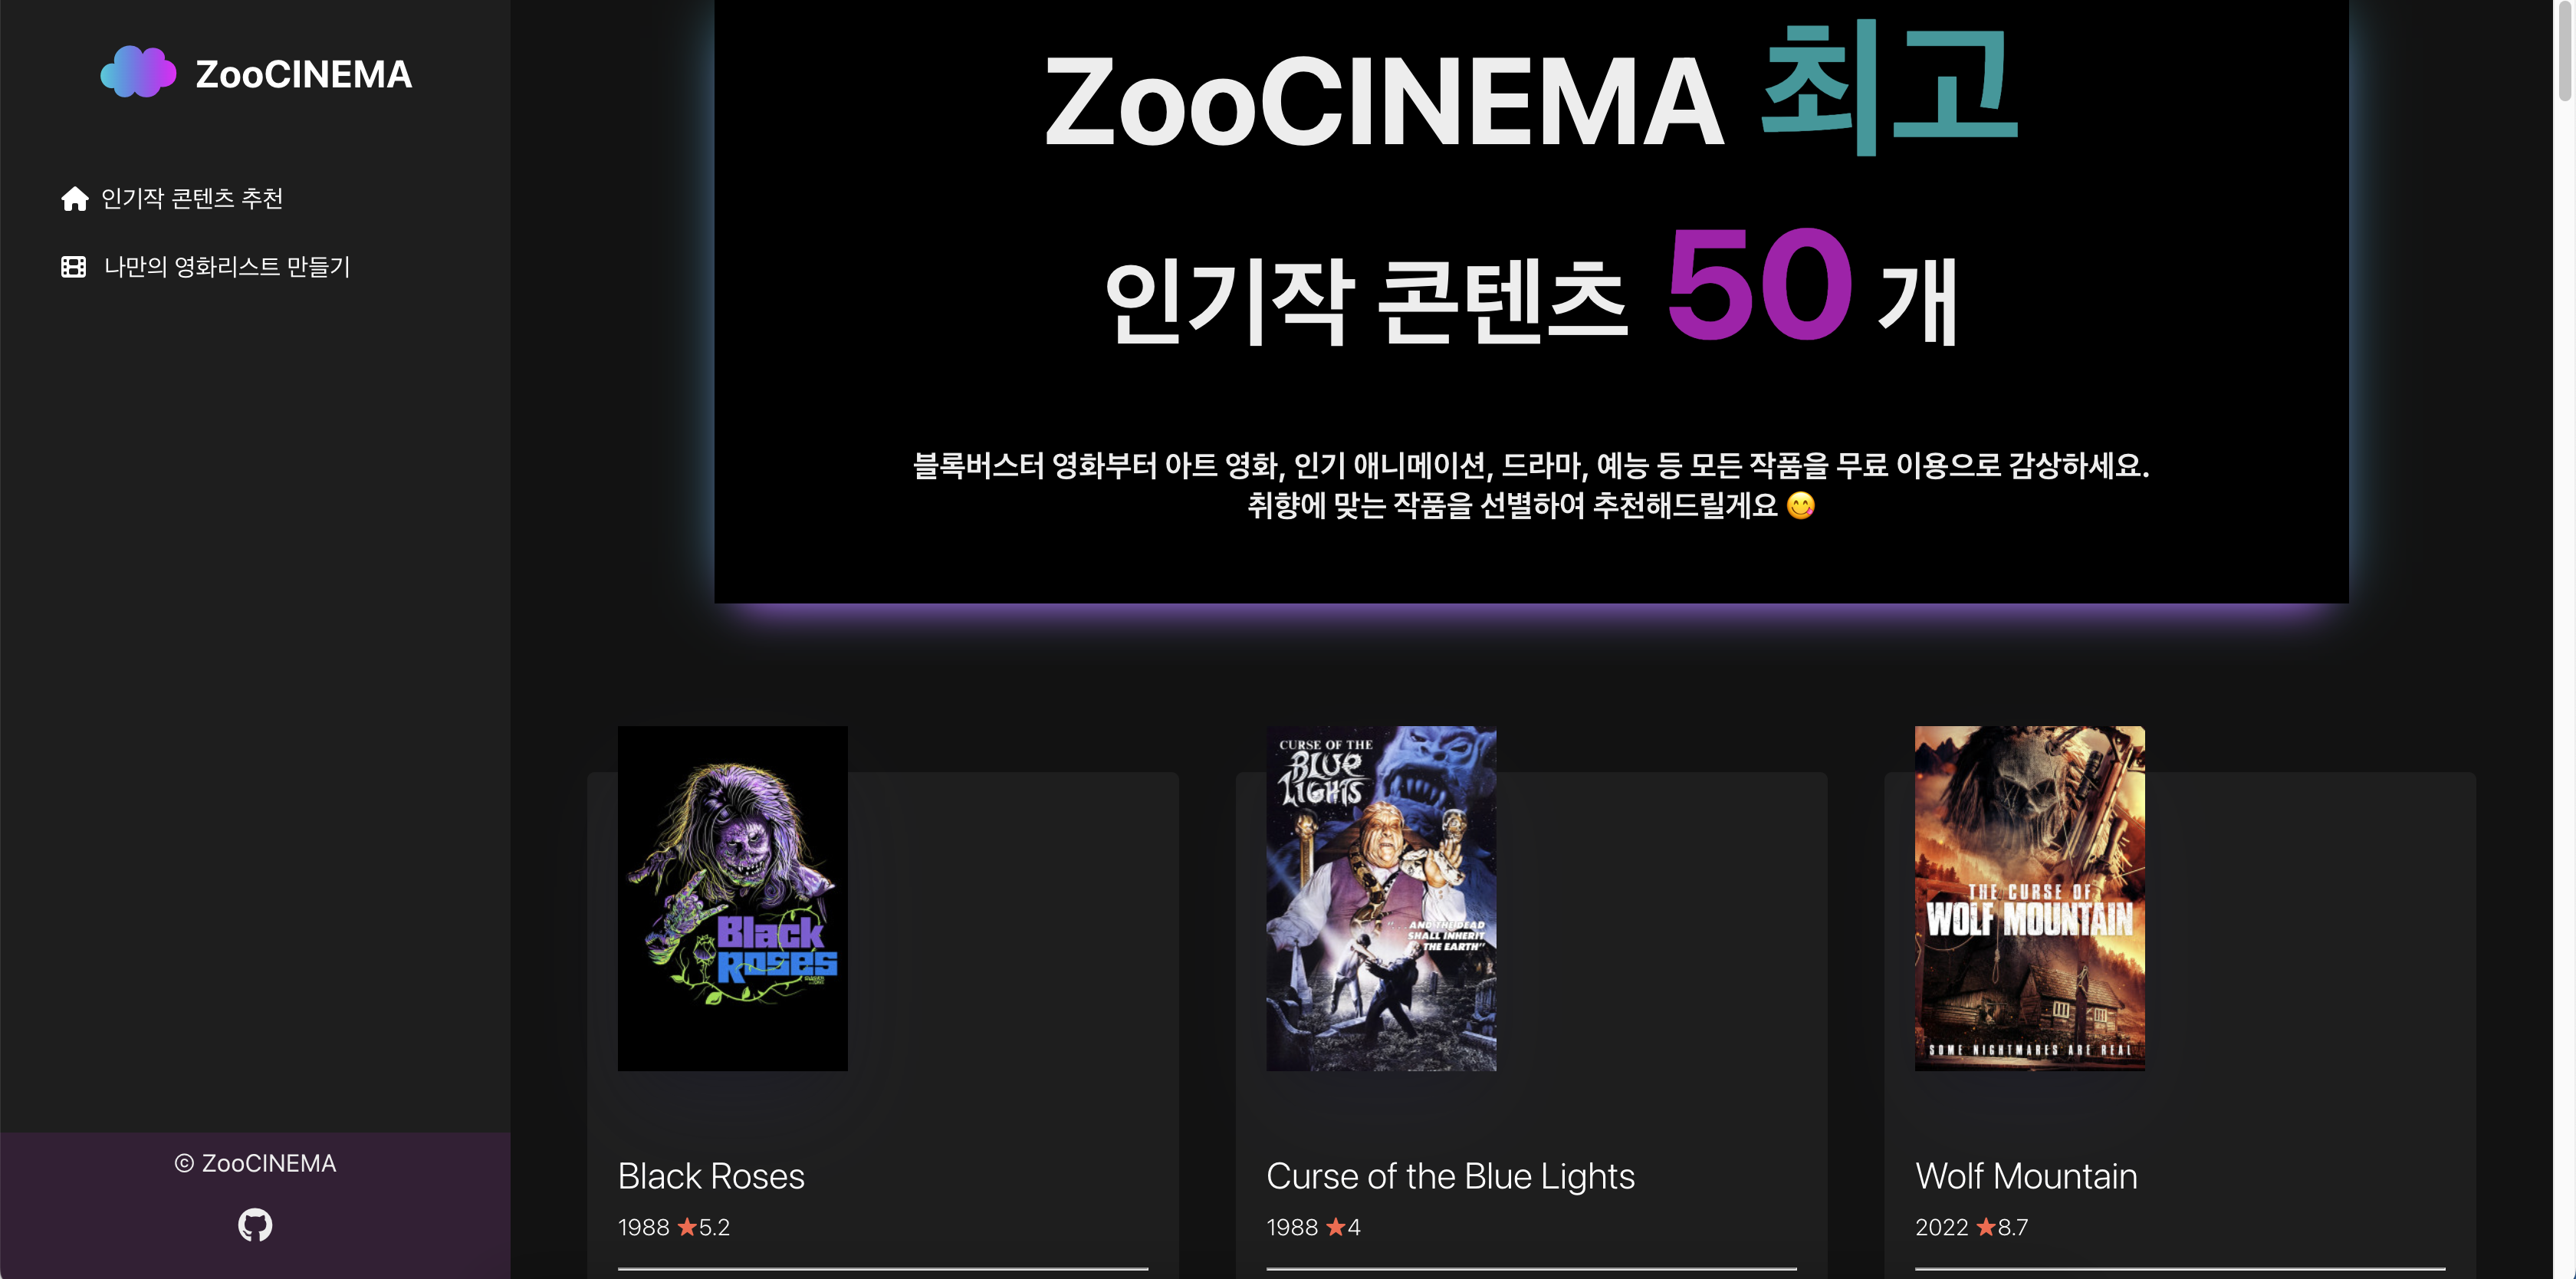 ZooCINEMA
인기작 콘텐츠 추천
나만의 영화리스트 만들기
© ZooCINEMA
ZooCINEMA 최고
인기작 콘텐츠 50 개
블록버스터 영화부터 아트 영화, 인기 애니메이션, 드라마, 예능 등 모든 작품을 무료 이용으로 감상하세요.
취향에 맞는 작품을 선별하여 추천해드릴게요 😋
Black
Roses
Black Roses
1988 ★5.2
CURSE OF THE
BLUE
LIGHTS
AND THE DEAD
SHALL INHERIT
THE EARTH"
Curse of the Blue Lights
1988 ★4
THE CURSE OF
WOLF MOUNTAIN
SOME NIGHTMARES ARE REAL
Wolf Mountain
2022 ★8.7